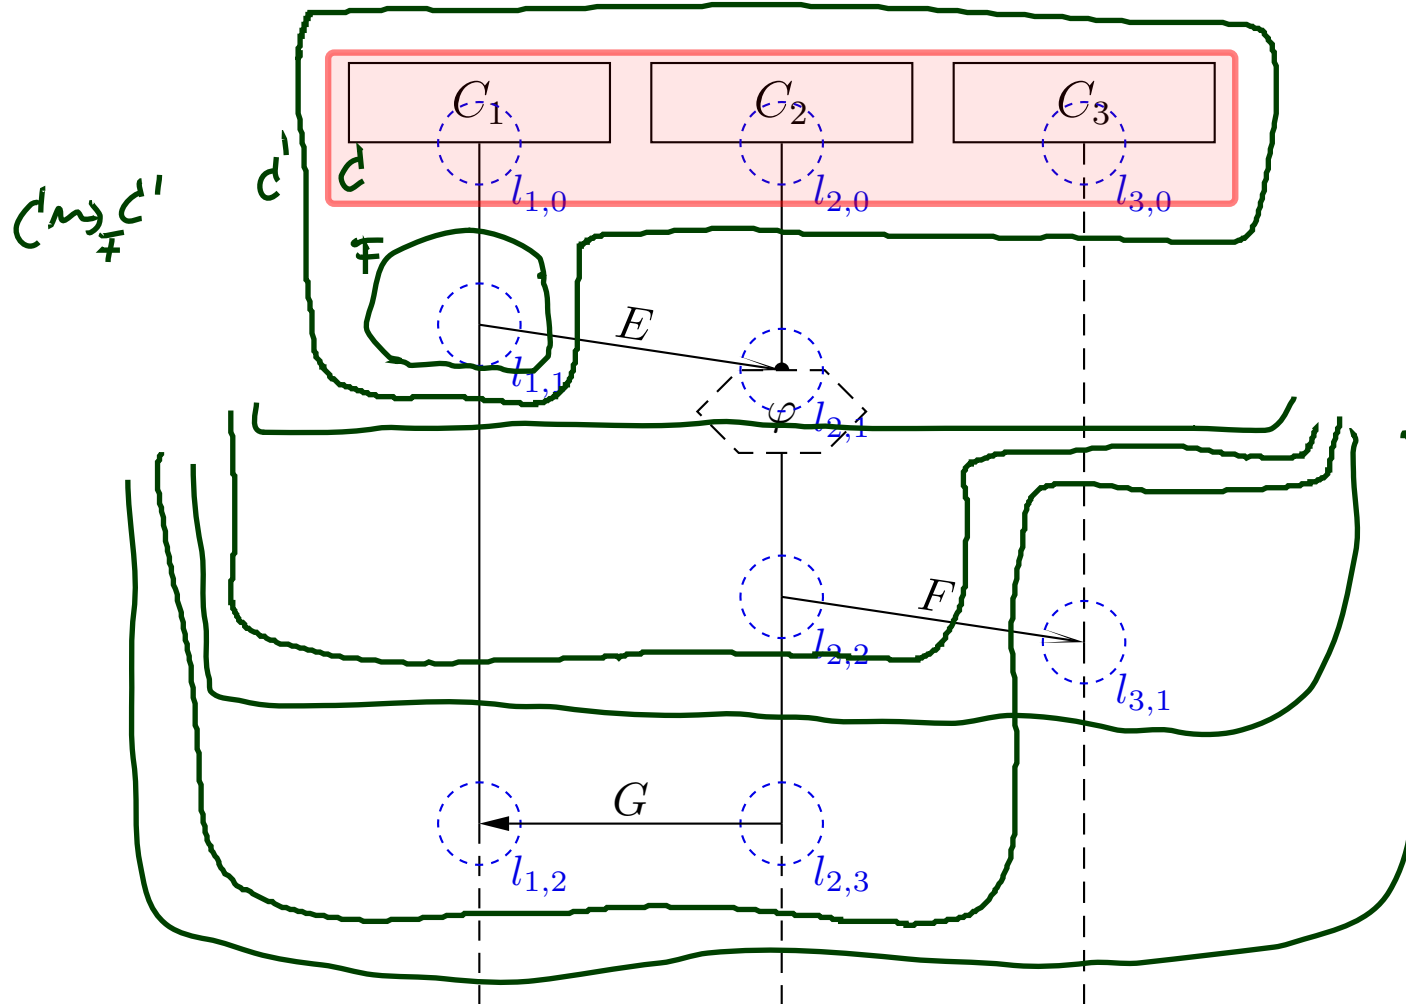 C₁ C₂ C₃
C' C
l₁,₀ l₂,₀ l₃,₀
C ⇝_F C'
F
E
l₁,₁
φ l₂,₁
F
l₂,₂
l₃,₁
G
l₁,₂ l₂,₃